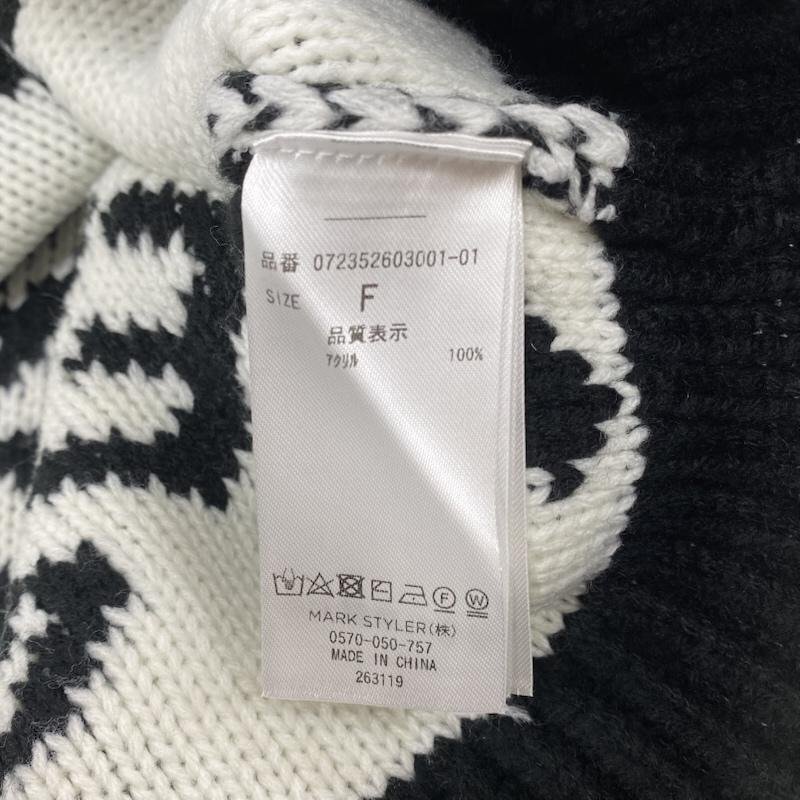 品番 072352603001-01
SIZE F
品質表示
アクリル 100%
F W
MARK STYLER(株)
0570-050-757
MADE IN CHINA
263119